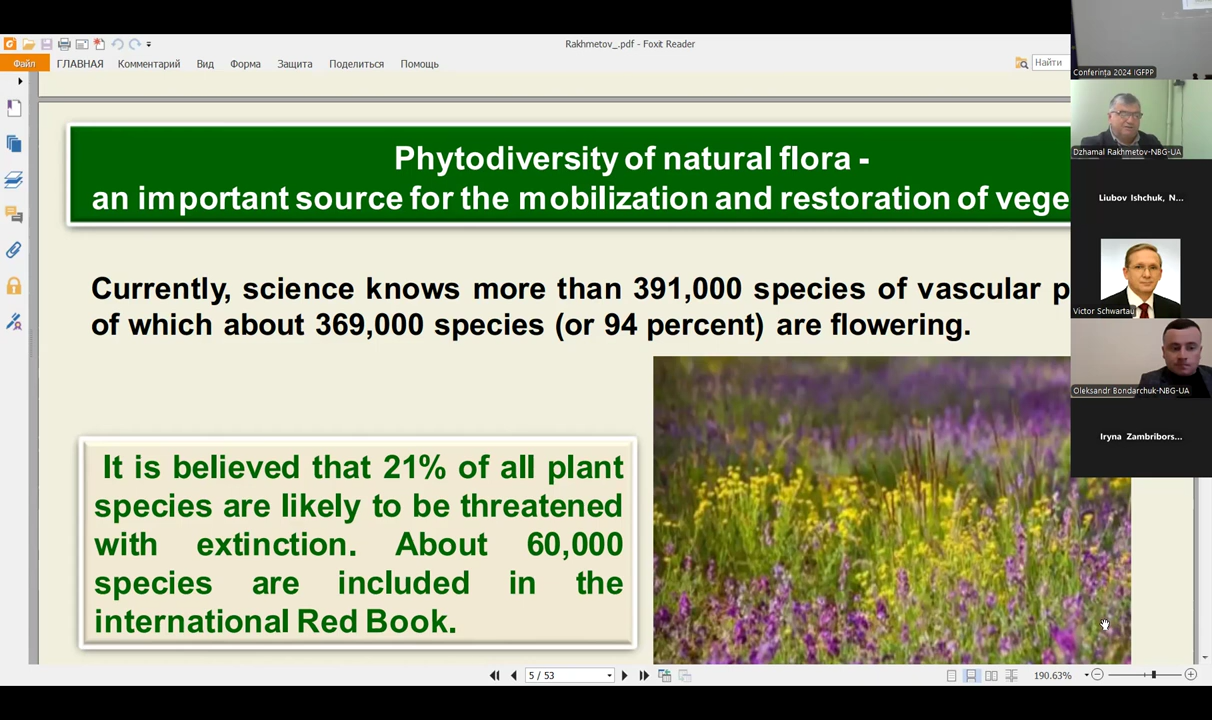 Rakhmetov_.pdf - Foxit Reader
Файл ГЛАВНАЯ Комментарий Вид Форма Защита Поделиться Помощь
Найти
Conferința 2024 IGFPP
Phytodiversity of natural flora -
an important source for the mobilization and restoration of vege
Dzhamal Rakhmetov-NBG-UA
Liubov Ishchuk, N...
Currently, science knows more than 391,000 species of vascular p
of which about 369,000 species (or 94 percent) are flowering.
Victor Schwartau
Oleksandr Bondarchuk-NBG-UA
Iryna Zambribors...
It is believed that 21% of all plant
species are likely to be threatened
with extinction. About 60,000
species are included in the
international Red Book.
5 / 53
190.63%